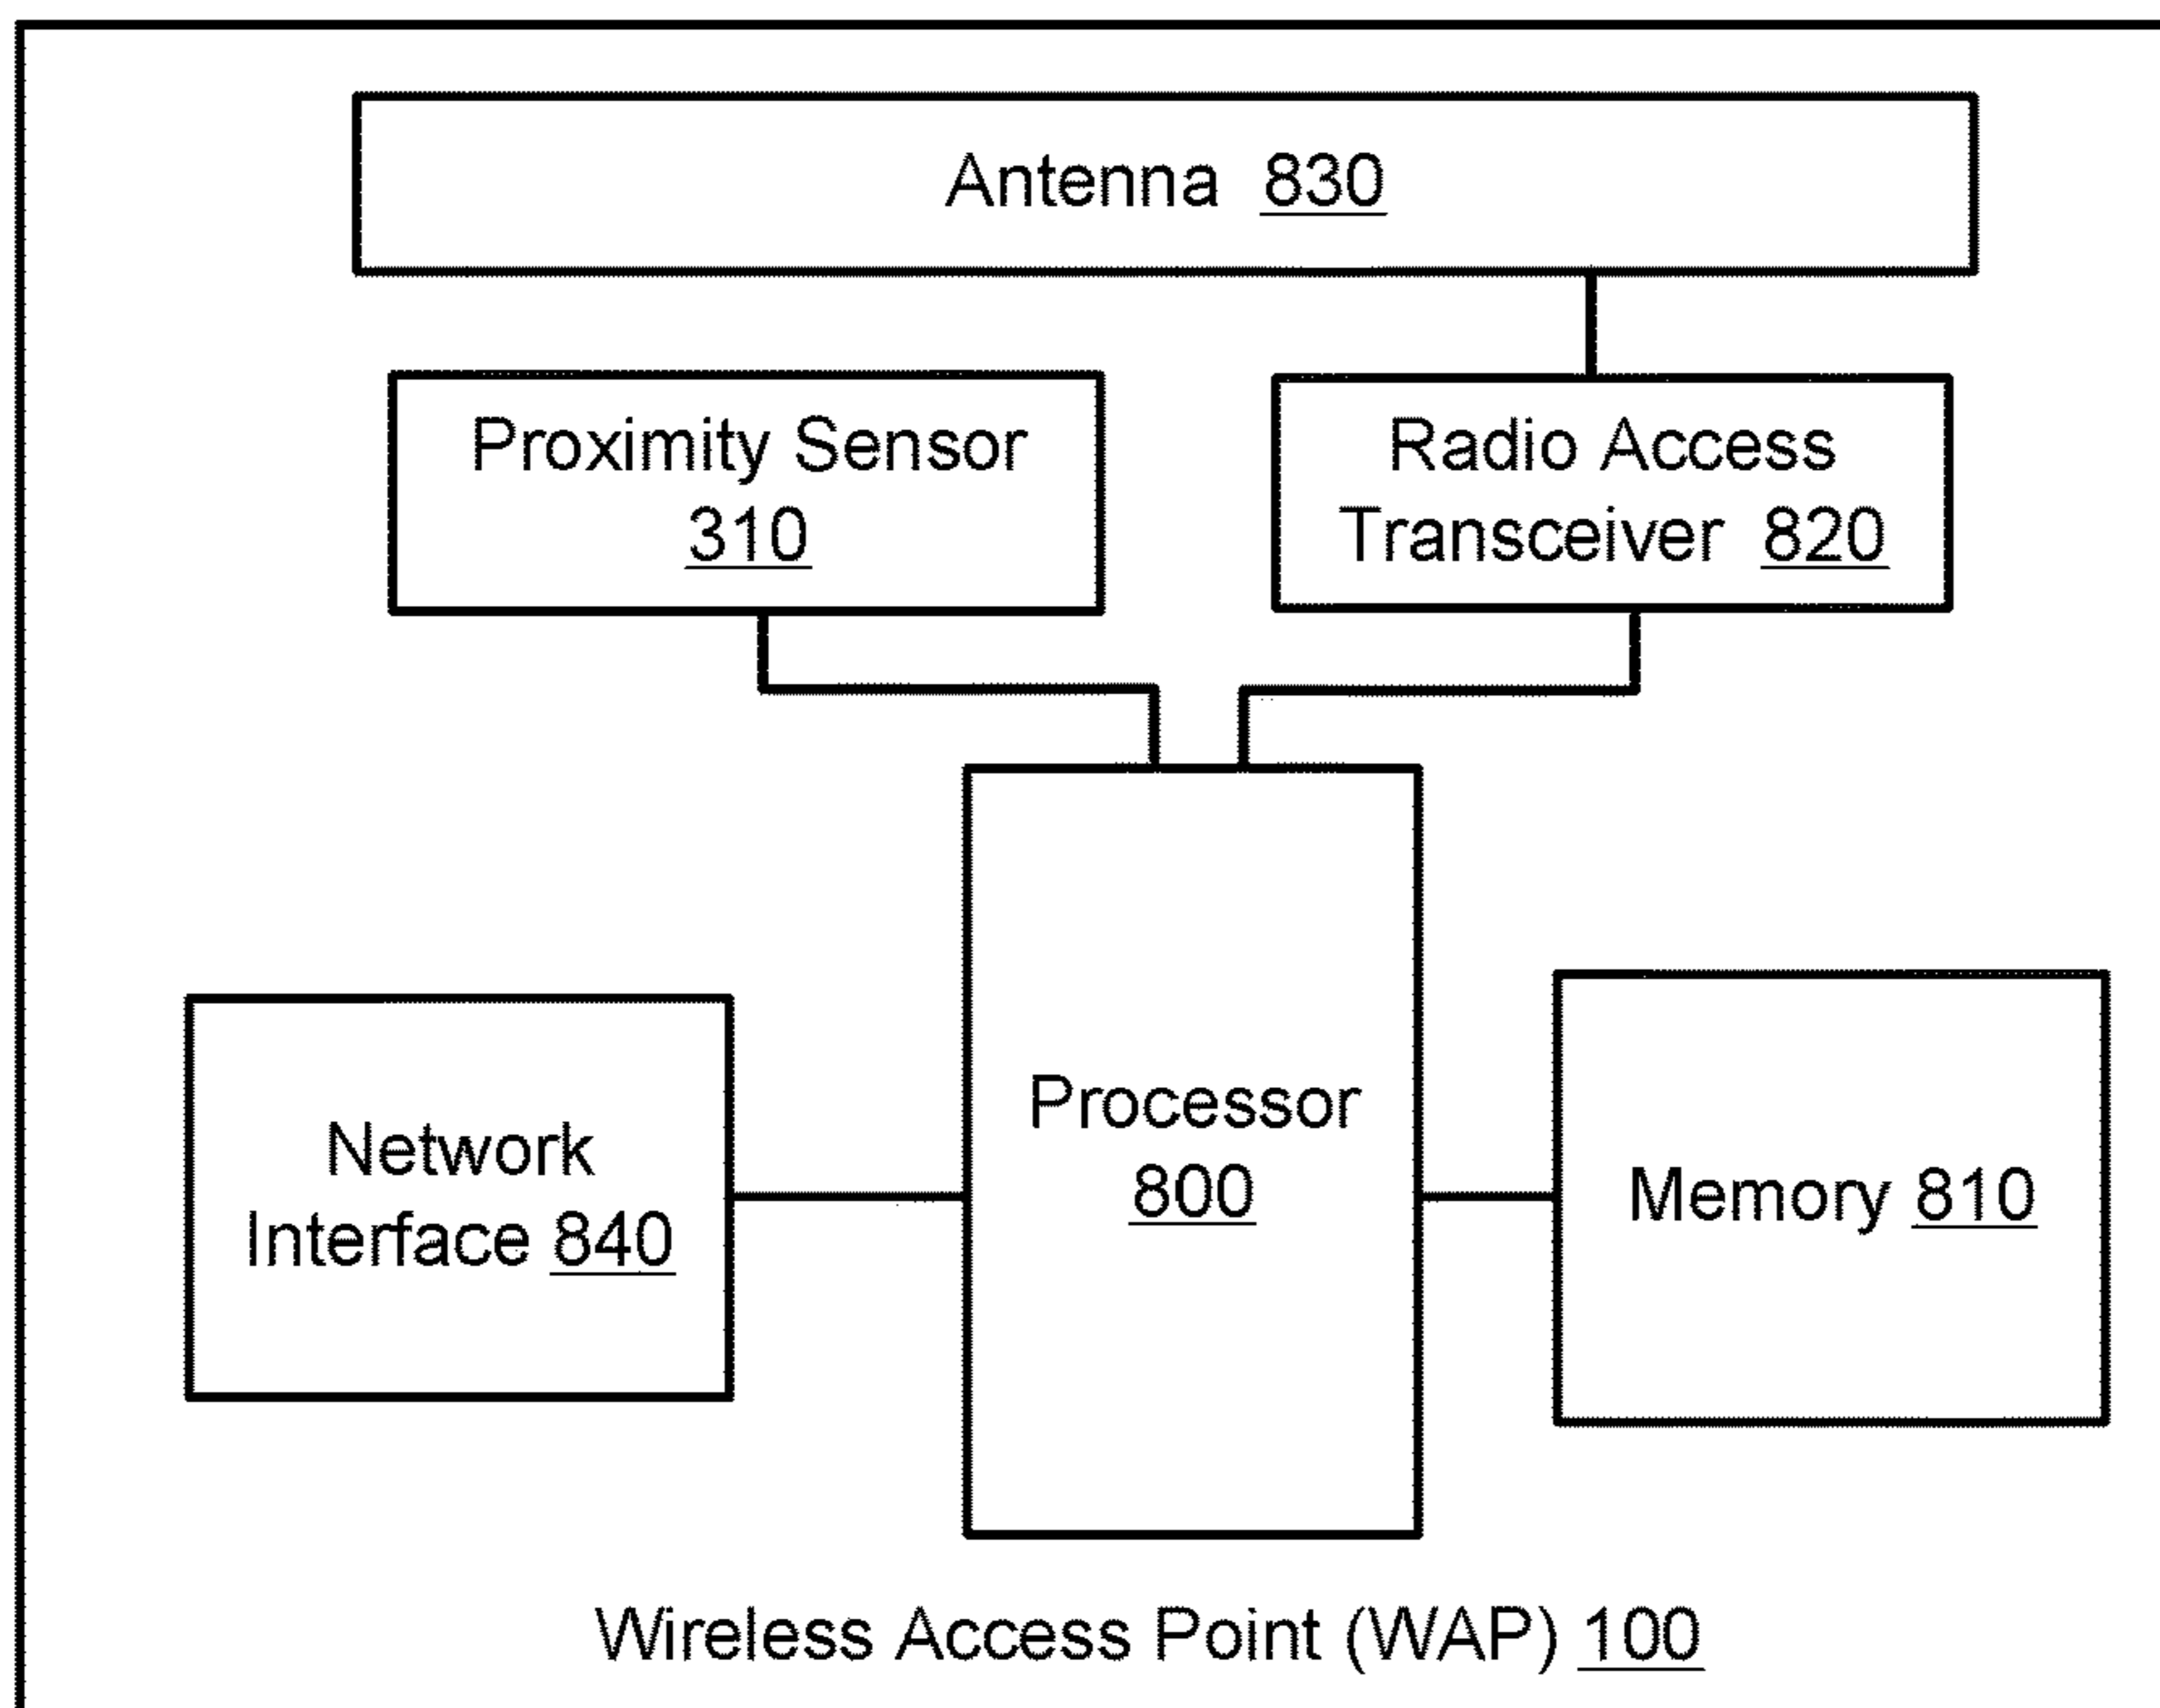 Antenna 830
Proximity Sensor
310
Radio Access
Transceiver 820
Processor
800
Network
Interface 840
Memory 810
Wireless Access Point (WAP) 100